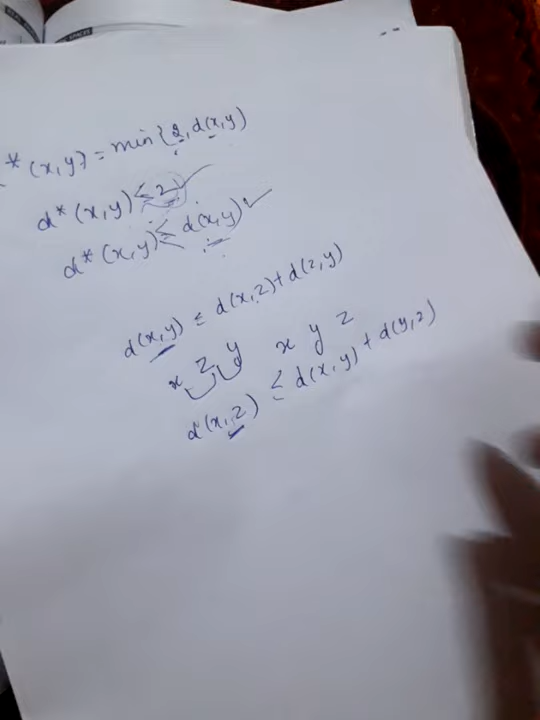 *(x,y) = min{2,d(x,y)
d*(x,y) ≤ 2
d*(x,y) ≤ d(x,y)
d(x,y) ≤ d(x,z)+d(z,y)
x z y x y z
d(x,z) ≤ d(x,y)+d(y,z)